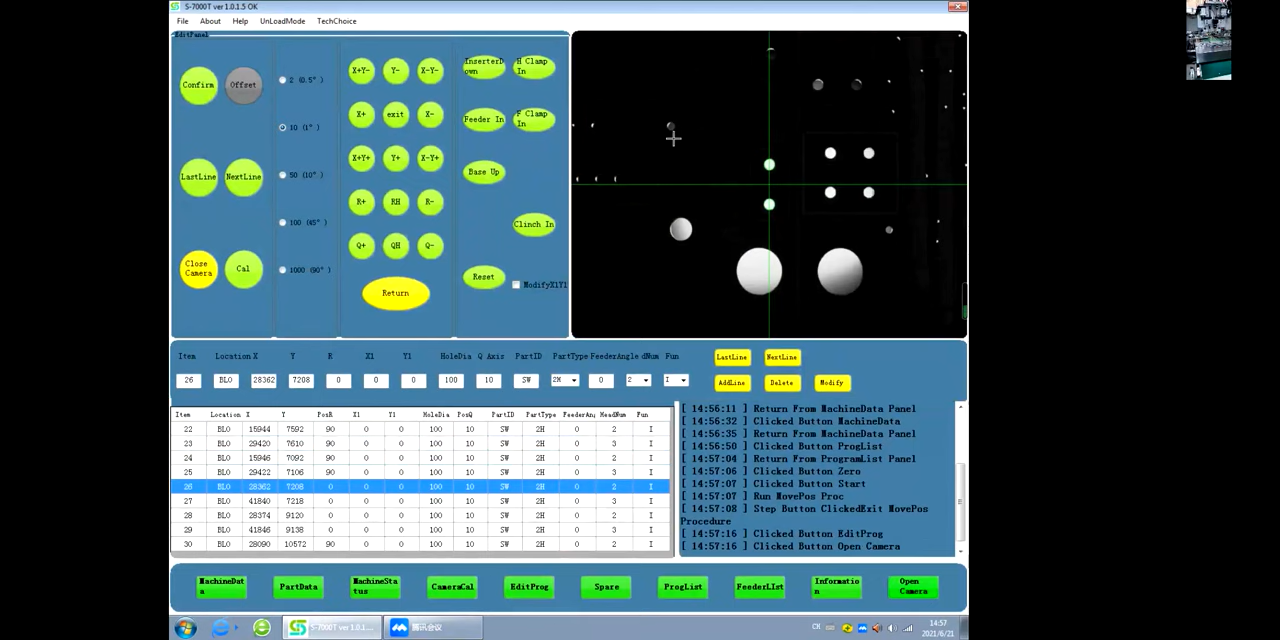 S-7000T ver 1.0.1.5 OK
File About Help UnLoadMode TechChoice
EditPanel
Confirm Offset 2 (0.5°) X+Y- Y- X-Y- InserterDown H Clamp In
10 (1°) X+ exit X- Feeder In F Clamp In
LastLine NextLine 50 (10°) X+Y+ Y+ X-Y+ Base Up
100 (45°) R+ RH R- Clinch In
Close Camera Cal 1000 (90°) Q+ QH Q- Reset ModifyX1Y1
Return
Item Location X Y R X1 Y1 HoleDia Q Axis PartID PartType FeederAngle dNum Fun
26 BLO 28362 7208 0 0 0 100 10 SW 2H 0 2 I
LastLine NextLine
AddLine Delete Modify
Item Location X Y PosR X1 Y1 HoleDia PosQ PartID PartType FeederAng HeadNum Fun
22 BLO 15944 7592 90 0 0 100 10 SW 2H 0 2 I
23 BLO 29420 7610 90 0 0 100 10 SW 2H 0 3 I
24 BLO 15946 7092 90 0 0 100 10 SW 2H 0 2 I
25 BLO 29422 7106 90 0 0 100 10 SW 2H 0 3 I
26 BLO 28362 7208 0 0 0 100 10 SW 2H 0 2 I
27 BLO 41840 7218 0 0 0 100 10 SW 2H 0 3 I
28 BLO 28374 9120 0 0 0 100 10 SW 2H 0 2 I
29 BLO 41846 9138 0 0 0 100 10 SW 2H 0 3 I
30 BLO 28090 10572 90 0 0 100 10 SW 2H 0 2 I
[ 14:56:11 ] Return From MachineData Panel
[ 14:56:32 ] Clicked Button MachineData
[ 14:56:35 ] Return From MachineData Panel
[ 14:56:50 ] Clicked Button ProgList
[ 14:57:04 ] Return From ProgramList Panel
[ 14:57:06 ] Clicked Button Zero
[ 14:57:07 ] Clicked Button Start
[ 14:57:07 ] Run MovePos Proc
[ 14:57:08 ] Step Button ClickedExit MovePos
Procedure
[ 14:57:16 ] Clicked Button EditProg
[ 14:57:16 ] Clicked Button Open Camera
MachineData PartData MachineStatus CameraCal EditProg Spare ProgList FeederLIst Information Open Camera
S-7000T ver 1.0.1.... 腾讯会议 CH 14:57
2021/6/21